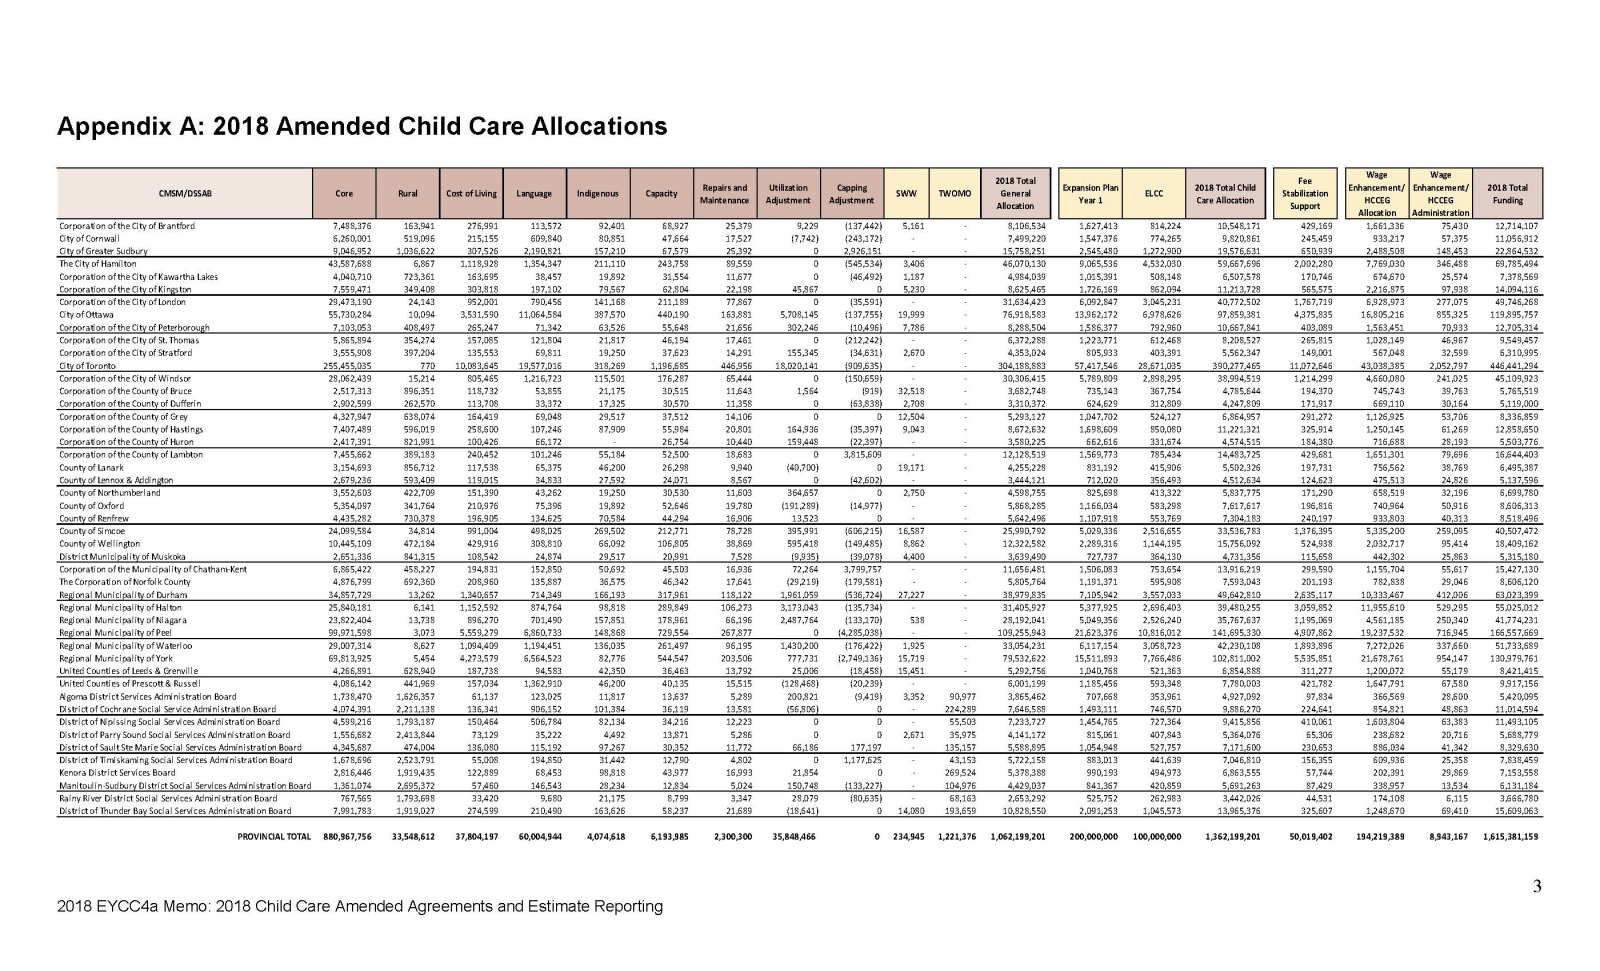 Appendix A: 2018 Amended Child Care Allocations
CMSM/DSSAB Core Rural Cost of Living Language Indigenous Capacity Repairs and Maintenance Utilization Adjustment Capping Adjustment SWW TWOMO 2018 Total General Allocation Expansion Plan Year 1 ELCC 2018 Total Child Care Allocation Fee Stabilization Support Wage Enhancement/ HCCEG Allocation Wage Enhancement/ HCCEG Administration 2018 Total Funding
Corporation of the City of Brantford 7,488,376 163,941 276,991 113,572 92,401 68,927 25,379 9,229 (137,442) 5,161 - 8,106,534 1,627,413 814,224 10,548,171 429,169 1,661,336 75,430 12,714,107
City of Cornwall 6,260,001 519,096 215,155 609,840 80,851 47,664 17,527 (7,742) (243,172) - - 7,499,220 1,547,376 774,265 9,820,861 245,459 933,217 57,375 11,056,912
City of Greater Sudbury 9,046,952 1,036,622 307,526 2,190,821 157,210 67,579 25,392 0 2,926,151 - - 15,758,251 2,545,480 1,272,900 19,576,631 650,939 2,488,508 148,453 22,864,532
The City of Hamilton 43,587,688 6,867 1,118,928 1,354,347 211,110 243,758 89,559 0 (545,534) 3,406 - 46,070,130 9,065,536 4,532,030 59,667,696 2,002,280 7,769,030 346,488 69,785,494
Corporation of the City of Kawartha Lakes 4,040,710 723,361 163,695 38,457 19,892 31,554 11,677 0 (46,492) 1,187 - 4,984,039 1,015,391 508,148 6,507,578 170,746 674,670 25,574 7,378,569
Corporation of the City of Kingston 7,559,471 349,408 303,818 197,102 79,567 62,804 22,198 45,867 0 5,230 - 8,625,465 1,726,169 862,094 11,213,728 565,575 2,216,875 97,938 14,094,116
Corporation of the City of London 29,473,190 24,143 952,001 790,456 141,168 211,189 77,867 0 (35,591) - - 31,634,423 6,092,847 3,045,231 40,772,502 1,767,719 6,928,973 277,075 49,746,268
City of Ottawa 55,730,284 10,094 3,531,590 11,064,584 387,570 440,190 163,881 5,708,145 (137,755) 19,999 - 76,918,583 13,962,172 6,978,626 97,859,381 4,375,835 16,805,216 855,325 119,895,757
Corporation of the City of Peterborough 7,103,053 408,497 265,247 71,342 63,526 55,648 21,656 302,246 (10,496) 7,786 - 8,288,504 1,586,377 792,960 10,667,841 403,089 1,563,451 70,933 12,705,314
Corporation of the City of St. Thomas 5,865,894 354,274 157,085 121,804 21,817 46,194 17,461 0 (212,242) - - 6,372,288 1,223,771 612,468 8,208,527 265,815 1,028,149 46,967 9,549,457
Corporation of the City of Stratford 3,555,908 397,204 135,553 69,811 19,250 37,623 14,291 155,345 (34,631) 2,670 - 4,353,024 805,933 403,391 5,562,347 149,001 567,048 32,599 6,310,995
City of Toronto 255,455,035 770 10,083,645 19,577,016 318,269 1,196,685 446,956 18,020,141 (909,635) - - 304,188,883 57,417,546 28,671,035 390,277,465 11,072,646 43,038,385 2,052,797 446,441,294
Corporation of the City of Windsor 28,062,439 15,214 805,465 1,216,723 115,501 176,287 65,444 0 (150,659) - - 30,306,415 5,789,809 2,898,295 38,994,519 1,214,299 4,660,080 241,025 45,109,923
Corporation of the County of Bruce 2,517,313 896,351 118,732 53,855 21,175 30,515 11,643 1,564 (919) 32,518 - 3,682,748 735,143 367,754 4,785,644 194,370 745,743 39,763 5,765,519
Corporation of the County of Dufferin 2,902,599 262,570 113,708 33,372 17,325 30,570 11,358 0 (63,838) 2,708 - 3,310,372 624,629 312,809 4,247,809 171,917 669,110 30,164 5,119,000
Corporation of the County of Grey 4,327,947 638,074 164,419 69,048 29,517 37,512 14,106 0 0 12,504 - 5,293,127 1,047,702 524,127 6,864,957 291,272 1,126,925 53,706 8,336,859
Corporation of the County of Hastings 7,407,489 596,019 258,600 107,246 87,909 55,984 20,801 164,936 (35,397) 9,043 - 8,672,632 1,698,609 850,080 11,221,321 325,914 1,250,145 61,269 12,858,650
Corporation of the County of Huron 2,417,391 821,991 100,426 66,172 - 26,754 10,440 159,448 (22,397) - - 3,580,225 662,616 331,674 4,574,515 184,380 716,688 28,193 5,503,776
Corporation of the County of Lambton 7,455,662 389,183 240,452 101,246 55,184 52,500 18,683 0 3,815,609 - - 12,128,519 1,569,773 785,434 14,483,725 429,681 1,651,301 79,696 16,644,403
County of Lanark 3,154,693 856,712 117,538 65,375 46,200 26,298 9,940 (40,700) 0 19,171 - 4,255,228 831,192 415,906 5,502,326 197,731 756,562 38,769 6,495,387
County of Lennox & Addington 2,679,236 593,409 119,015 34,833 27,592 24,071 8,567 0 (42,602) - - 3,444,121 712,020 356,493 4,512,634 124,623 475,513 24,826 5,137,596
County of Northumberland 3,552,603 422,709 151,390 43,262 19,250 30,530 11,603 364,657 0 2,750 - 4,598,755 825,698 413,322 5,837,775 171,290 658,519 32,196 6,699,780
County of Oxford 5,354,097 341,764 210,976 75,396 19,892 52,646 19,780 (191,289) (14,977) - - 5,868,285 1,166,034 583,298 7,617,617 196,816 740,964 50,916 8,606,313
County of Renfrew 4,435,282 730,378 196,905 134,625 70,584 44,294 16,906 13,523 0 - - 5,642,496 1,107,918 553,769 7,304,183 240,197 933,803 40,313 8,518,496
County of Simcoe 24,099,584 34,814 991,004 498,025 269,502 212,771 78,728 395,991 (606,215) 16,587 - 25,990,792 5,029,336 2,516,655 33,536,783 1,376,395 5,335,200 259,095 40,507,472
County of Wellington 10,445,109 472,184 429,916 308,810 66,092 106,805 38,869 595,418 (149,485) 8,862 - 12,322,582 2,289,316 1,144,195 15,756,092 524,938 2,032,717 95,414 18,409,162
District Municipality of Muskoka 2,651,336 841,315 108,542 24,874 29,517 20,991 7,528 (9,935) (39,078) 4,400 - 3,639,490 727,737 364,130 4,731,356 115,658 442,302 25,863 5,315,180
Corporation of the Municipality of Chatham-Kent 6,865,422 458,227 194,831 152,850 50,692 45,503 16,936 72,264 3,799,757 - - 11,656,481 1,506,083 753,654 13,916,219 299,590 1,155,704 55,617 15,427,130
The Corporation of Norfolk County 4,876,799 692,360 208,960 135,887 36,575 46,342 17,641 (29,219) (179,581) - - 5,805,764 1,191,371 595,908 7,593,043 201,193 782,838 29,046 8,606,120
Regional Municipality of Durham 34,857,729 13,262 1,340,657 714,349 166,193 317,961 118,122 1,961,059 (536,724) 27,227 - 38,979,835 7,105,942 3,557,033 49,642,810 2,635,117 10,333,467 412,006 63,023,399
Regional Municipality of Halton 25,840,181 6,141 1,152,592 874,764 98,818 289,849 106,273 3,173,043 (135,734) - - 31,405,927 5,377,925 2,696,403 39,480,255 3,059,852 11,955,610 529,295 55,025,012
Regional Municipality of Niagara 23,822,404 13,738 896,270 701,490 157,851 178,961 66,196 2,487,764 (133,170) 538 - 28,192,041 5,049,356 2,526,240 35,767,637 1,195,069 4,561,185 250,340 41,774,231
Regional Municipality of Peel 99,971,598 3,073 5,559,279 6,860,733 148,868 729,554 267,877 0 (4,285,038) - - 109,255,943 21,623,376 10,816,012 141,695,330 4,907,862 19,237,532 716,945 166,557,669
Regional Municipality of Waterloo 29,007,314 8,627 1,094,409 1,194,451 136,035 261,497 96,195 1,430,200 (176,422) 1,925 - 33,054,231 6,117,154 3,058,723 42,230,108 1,893,896 7,272,026 337,660 51,733,689
Regional Municipality of York 69,813,925 5,454 4,273,579 6,564,523 82,776 544,547 203,506 777,731 (2,749,136) 15,719 - 79,532,622 15,511,893 7,766,486 102,811,002 5,535,851 21,678,761 954,147 130,979,761
United Counties of Leeds & Grenville 4,266,891 628,940 187,738 94,583 42,350 36,463 13,792 25,006 (18,458) 15,451 - 5,292,756 1,040,768 521,363 6,854,888 311,277 1,200,072 55,179 8,421,415
United Counties of Prescott & Russell 4,086,142 441,969 157,034 1,362,910 46,200 40,135 15,515 (128,468) (20,239) - - 6,001,199 1,185,456 593,348 7,780,003 421,782 1,647,791 67,580 9,917,156
Algoma District Services Administration Board 1,738,470 1,626,357 61,137 123,025 11,817 13,637 5,289 200,821 (9,419) 3,352 90,977 3,865,462 707,668 353,961 4,927,092 97,834 366,569 28,600 5,420,095
District of Cochrane Social Service Administration Board 4,074,391 2,211,138 136,341 906,152 101,384 36,119 13,581 (56,806) 0 - 224,289 7,646,588 1,493,111 746,570 9,886,270 224,641 854,821 48,863 11,014,594
District of Nipissing Social Services Administration Board 4,599,216 1,793,187 150,464 506,784 82,134 34,216 12,223 0 0 - 55,503 7,233,727 1,454,765 727,364 9,415,856 410,061 1,603,804 63,383 11,493,105
District of Parry Sound Social Services Administration Board 1,556,682 2,413,844 73,129 35,222 4,492 13,871 5,286 0 0 2,671 35,975 4,141,172 815,061 407,843 5,364,076 65,306 238,682 20,716 5,688,779
District of Sault Ste Marie Social Services Administration Board 4,345,687 474,004 136,080 115,192 97,267 30,352 11,772 66,186 177,197 - 135,157 5,588,895 1,054,948 527,757 7,171,600 230,653 886,034 41,342 8,329,630
District of Timiskaming Social Services Administration Board 1,678,696 2,523,791 55,008 194,850 31,442 12,790 4,802 0 1,177,625 - 43,153 5,722,158 883,013 441,639 7,046,810 156,355 609,936 25,358 7,838,459
Kenora District Services Board 2,816,446 1,919,435 122,889 68,453 98,818 43,977 16,993 21,854 0 - 269,524 5,378,388 990,193 494,973 6,863,555 57,744 202,391 29,869 7,153,558
Manitoulin-Sudbury District Social Services Administration Board 1,361,074 2,695,372 57,460 146,543 28,234 12,834 5,024 150,748 (133,227) - 104,976 4,429,037 841,367 420,859 5,691,263 87,429 338,957 13,534 6,131,184
Rainy River District Social Services Administration Board 767,565 1,793,698 33,420 9,680 21,175 8,799 3,347 28,079 (80,635) - 68,163 2,653,292 525,752 262,983 3,442,026 44,531 174,108 6,115 3,666,780
District of Thunder Bay Social Services Administration Board 7,991,783 1,919,027 274,599 210,490 163,626 58,237 21,689 (18,641) 0 14,080 193,659 10,828,550 2,091,253 1,045,573 13,965,376 325,607 1,248,670 69,410 15,609,063
PROVINCIAL TOTAL 880,967,756 33,548,612 37,804,197 60,004,944 4,074,618 6,193,985 2,300,300 35,848,466 0 234,945 1,221,376 1,062,199,201 200,000,000 100,000,000 1,362,199,201 50,019,402 194,219,389 8,943,167 1,615,381,159
3
2018 EYCC4a Memo: 2018 Child Care Amended Agreements and Estimate Reporting